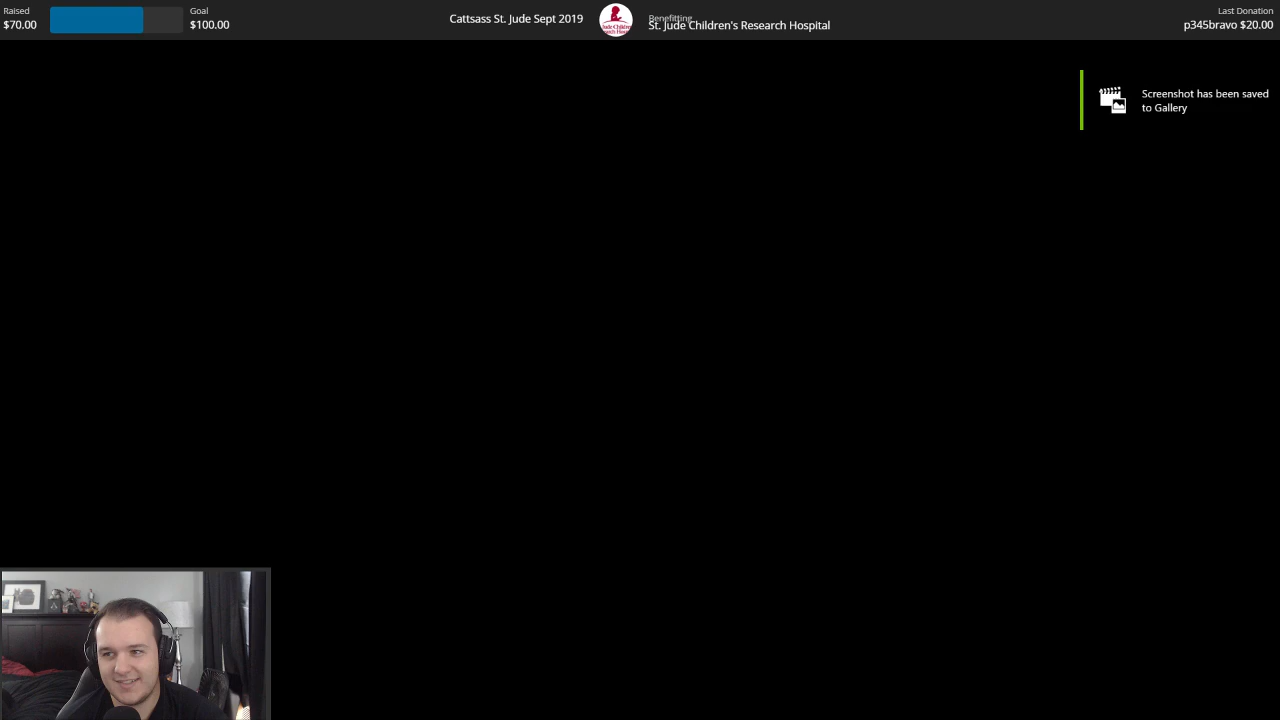 Raised
$70.00
Goal
$100.00
Cattsass St. Jude Sept 2019
Benefitting
St. Jude Children's Research Hospital
Last Donation
p345bravo $20.00
Screenshot has been saved
to Gallery